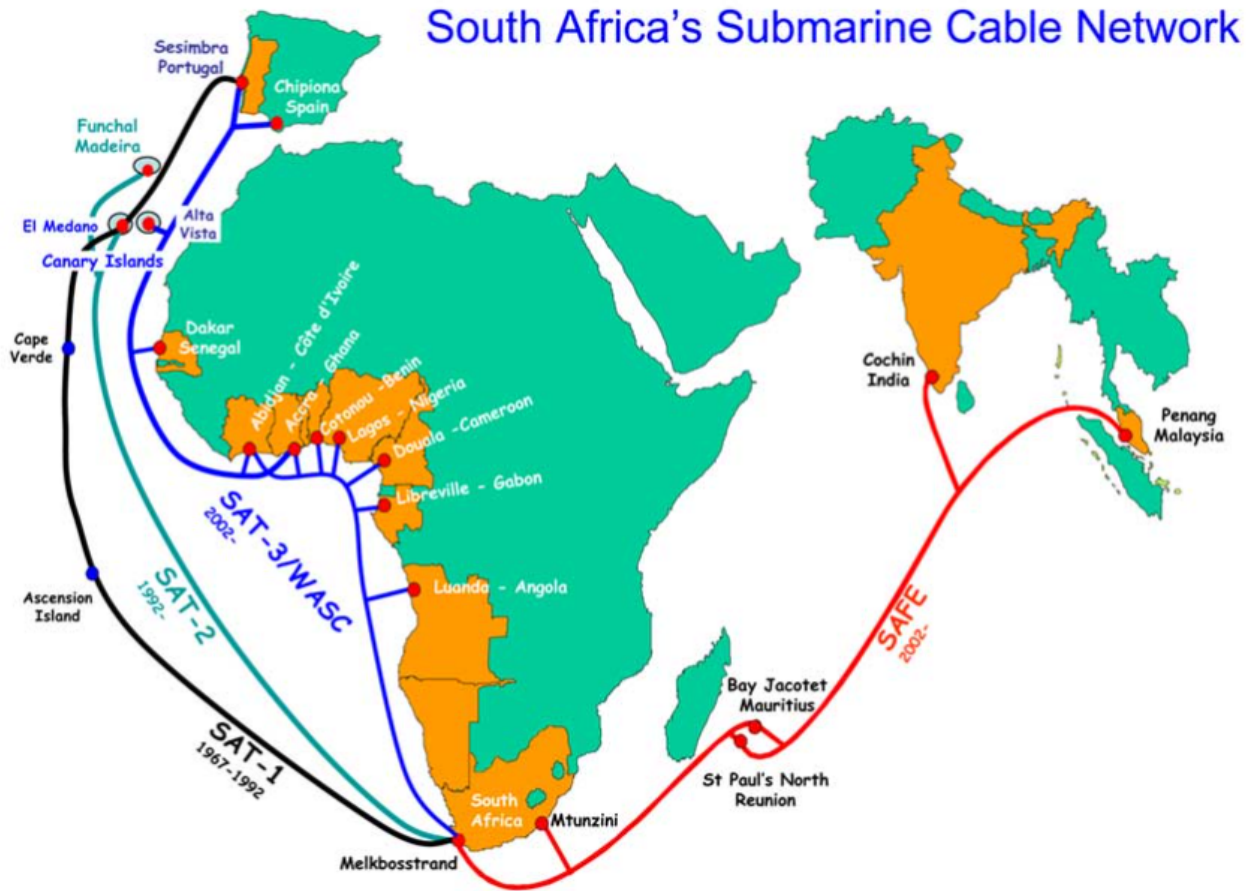 South Africa's Submarine Cable Network
Sesimbra
Portugal
Chipiona
Spain
Funchal
Madeira
El Medano
Alta
Vista
Canary Islands
Dakar
Senegal
Abidjan - Côte d'Ivoire
Accra - Ghana
Cotonou -Benin
Lagos - Nigeria
Douala -Cameroon
Libreville - Gabon
Cape
Verde
Cochin
India
Penang
Malaysia
SAT-3/WASC
2002-
Luanda - Angola
Ascension
Island
SAT-2
1992-
SAFE
2002-
Bay Jacotet
Mauritius
SAT-1
1967-1992
St Paul's North
Reunion
South
Africa
Mtunzini
Melkbosstrand